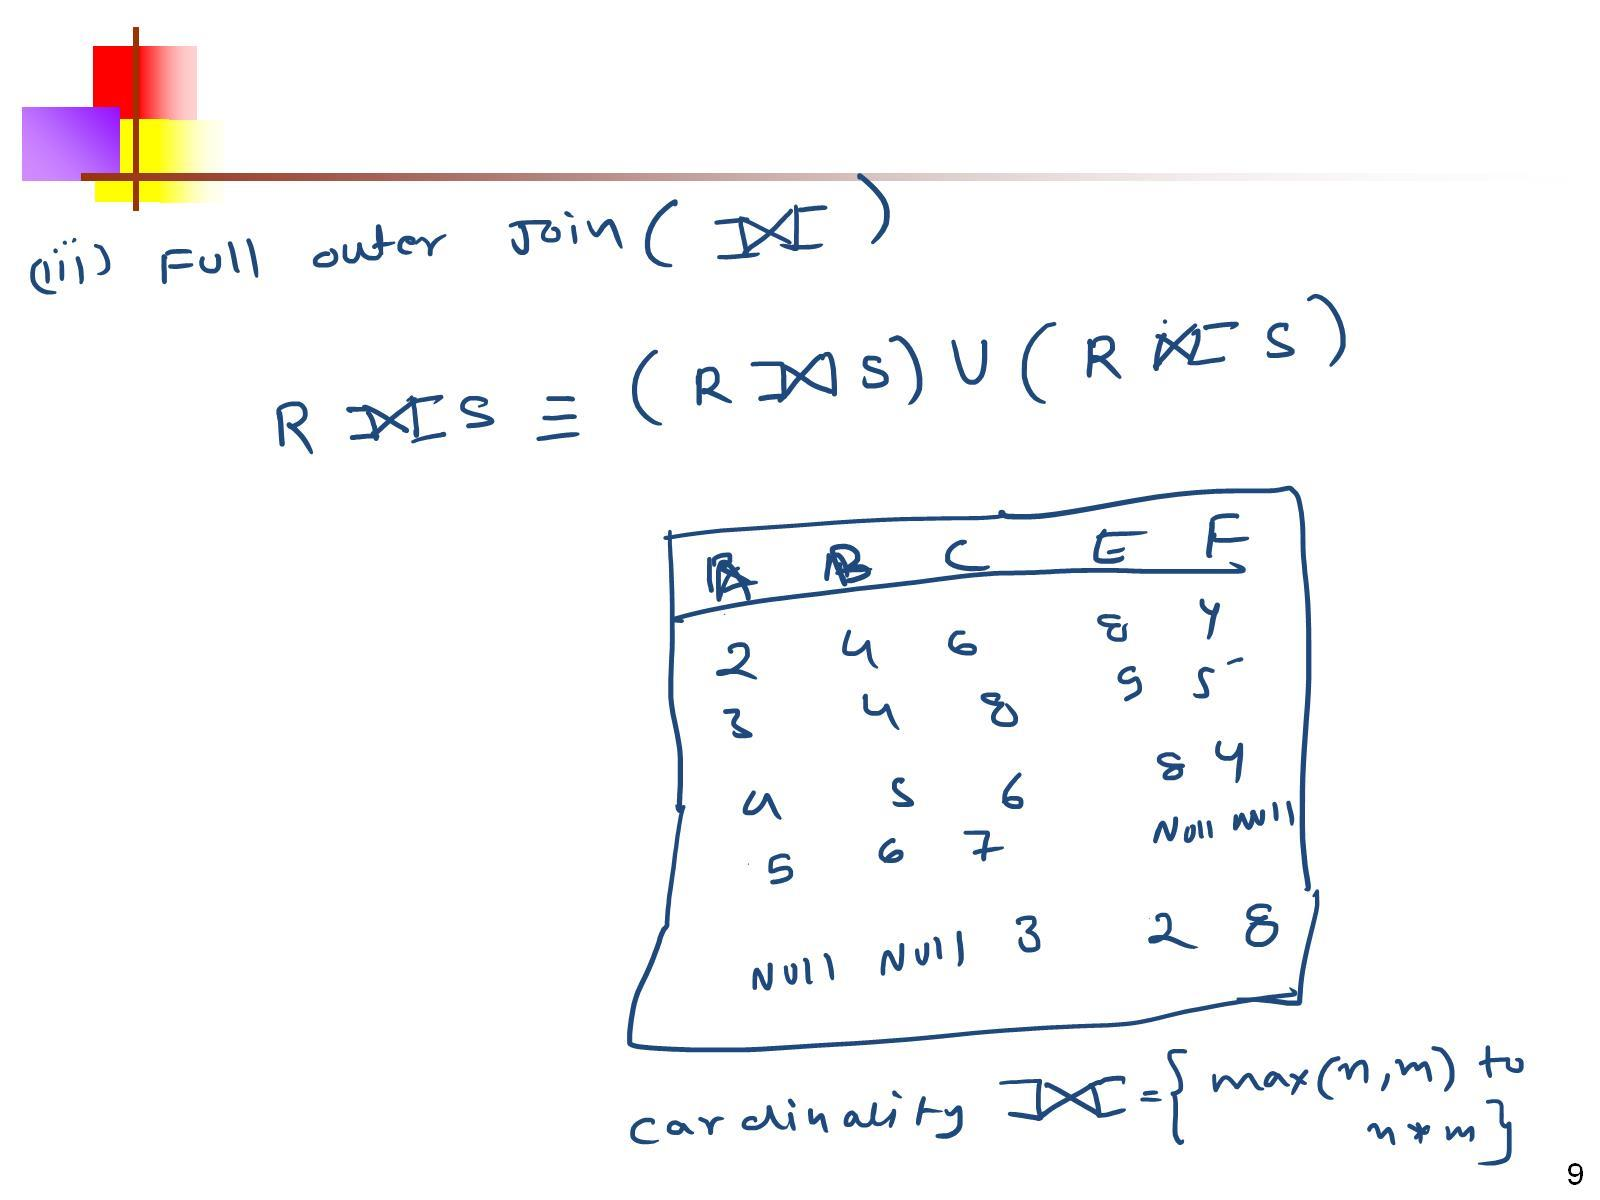 (iii) Full outer Join ( ⟗ )
R ⟗ S ≡ ( R ⟕ S ) ∪ ( R ⟖ S )
A B C E F
2 4 6 8 4
3 4 8 5 5
4 5 6 8 4
5 6 7 Null Null
Null Null 3 2 8
cardinality ⟗ = { max(n,m) to
n * m }
9